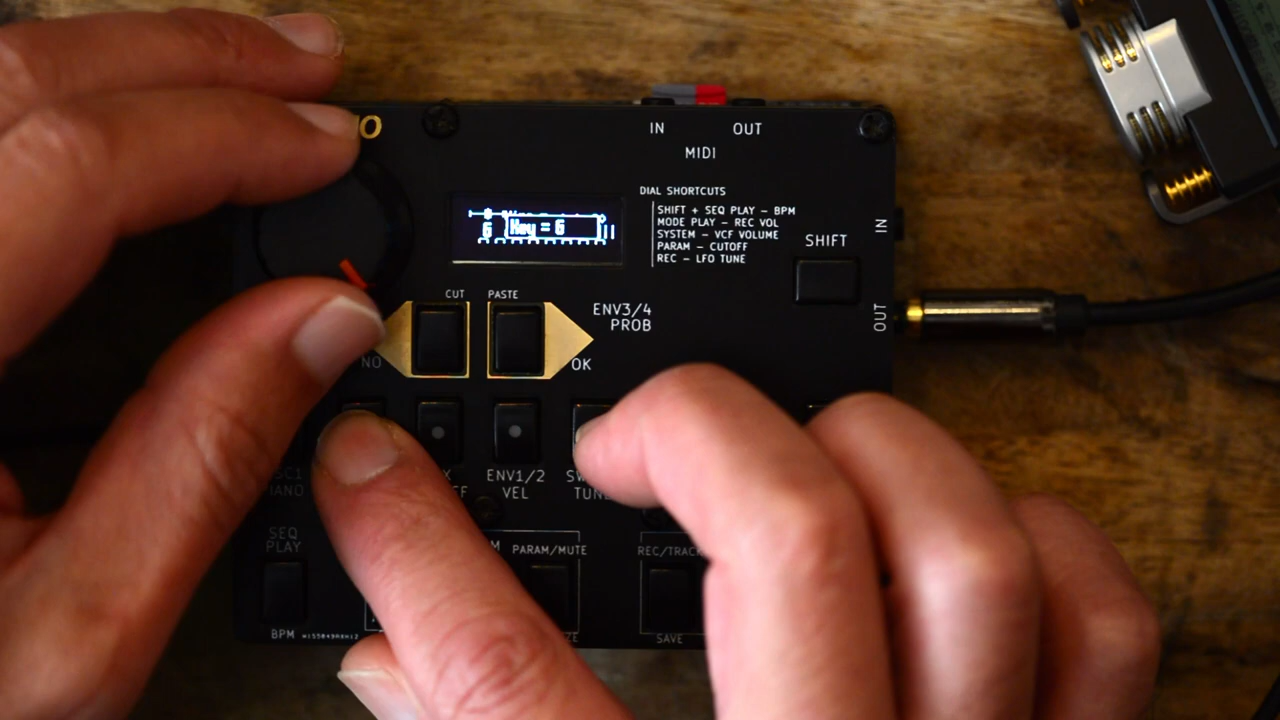 IN OUT
MIDI
DIAL SHORTCUTS
SHIFT + SEQ PLAY - BPM
MODE PLAY - REC VOL
SYSTEM - VCF VOLUME
PARAM - CUTOFF
REC - LFO TUNE
IN
SHIFT
6
Key = G
CUT PASTE
ENV3/4
PROB
OUT
NO
OK
ENV1/2
VEL
TUNE
SEQ
PLAY
PARAM/MUTE
REC/TRACK
BPM
SAVE